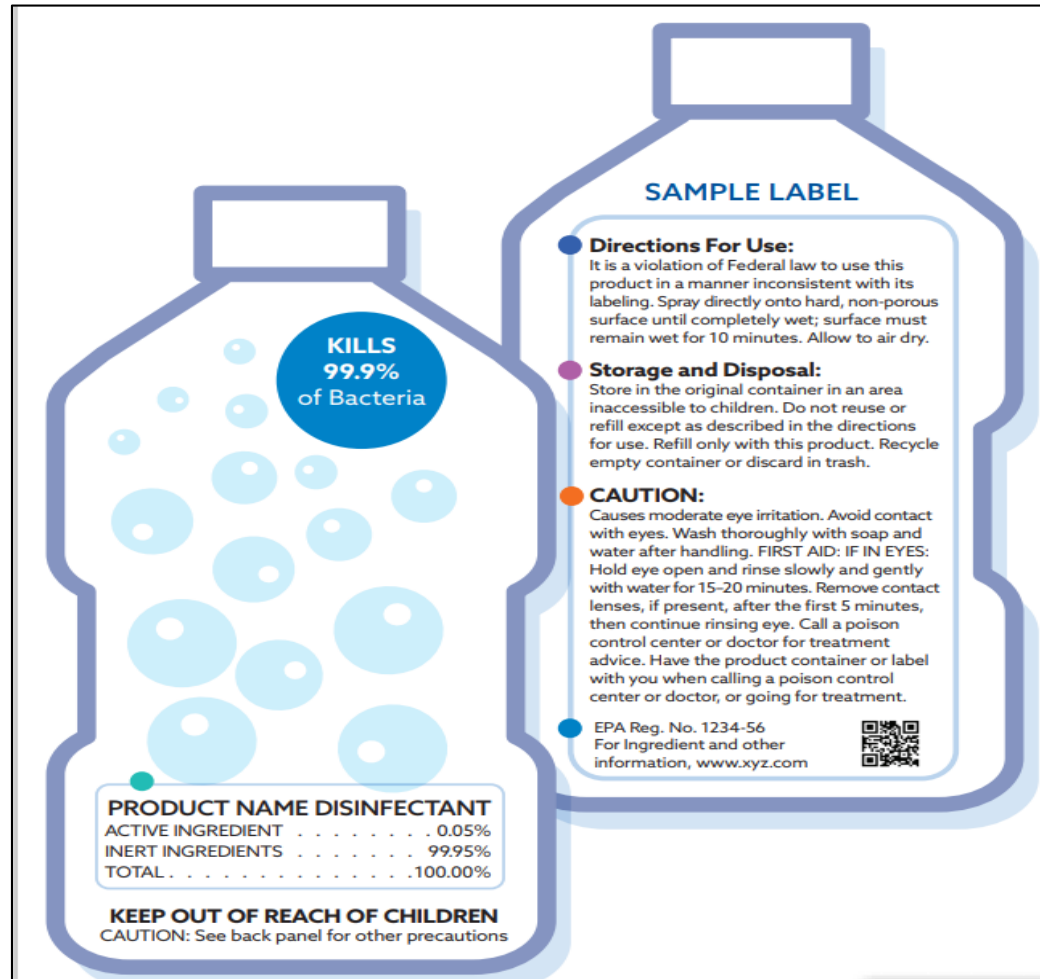 KILLS
99.9%
of Bacteria
PRODUCT NAME DISINFECTANT
ACTIVE INGREDIENT . . . . . . . . 0.05%
INERT INGREDIENTS . . . . . . . 99.95%
TOTAL . . . . . . . . . . . . . .100.00%
KEEP OUT OF REACH OF CHILDREN
CAUTION: See back panel for other precautions
SAMPLE LABEL
Directions For Use:
It is a violation of Federal law to use this
product in a manner inconsistent with its
labeling. Spray directly onto hard, non-porous
surface until completely wet; surface must
remain wet for 10 minutes. Allow to air dry.
Storage and Disposal:
Store in the original container in an area
inaccessible to children. Do not reuse or
refill except as described in the directions
for use. Refill only with this product. Recycle
empty container or discard in trash.
CAUTION:
Causes moderate eye irritation. Avoid contact
with eyes. Wash thoroughly with soap and
water after handling. FIRST AID: IF IN EYES:
Hold eye open and rinse slowly and gently
with water for 15–20 minutes. Remove contact
lenses, if present, after the first 5 minutes,
then continue rinsing eye. Call a poison
control center or doctor for treatment
advice. Have the product container or label
with you when calling a poison control
center or doctor, or going for treatment.
EPA Reg. No. 1234-56
For Ingredient and other
information, www.xyz.com